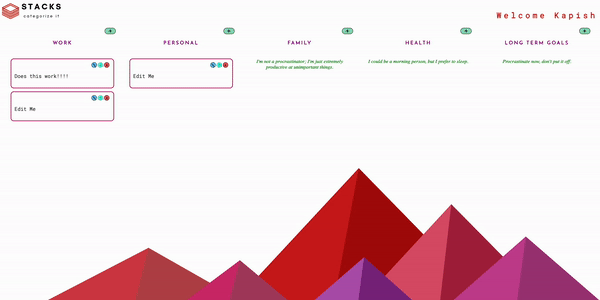 STACKS
categorize it
Welcome Kapish
WORK
PERSONAL
FAMILY
HEALTH
LONG TERM GOALS
Does this work!!!!
Edit Me
Edit Me
I'm not a procrastinator, I'm just extremely
productive at unimportant things.
I could be a morning person, but I prefer to sleep.
Procrastinate now, don't put it off.